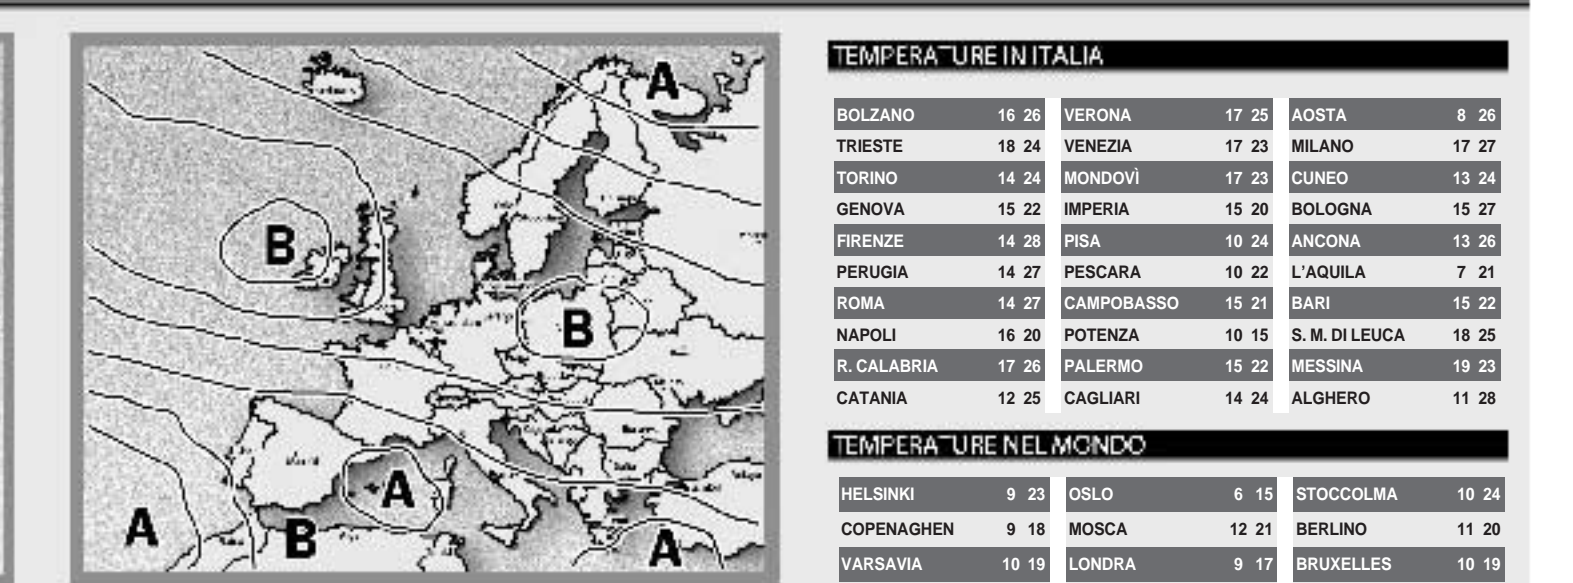 A
B
B
A
A
B
A
TEMPERATURE IN ITALIA
BOLZANO 16 26 VERONA 17 25 AOSTA 8 26
TRIESTE 18 24 VENEZIA 17 23 MILANO 17 27
TORINO 14 24 MONDOVÌ 17 23 CUNEO 13 24
GENOVA 15 22 IMPERIA 15 20 BOLOGNA 15 27
FIRENZE 14 28 PISA 10 24 ANCONA 13 26
PERUGIA 14 27 PESCARA 10 22 L'AQUILA 7 21
ROMA 14 27 CAMPOBASSO 15 21 BARI 15 22
NAPOLI 16 20 POTENZA 10 15 S. M. DI LEUCA 18 25
R. CALABRIA 17 26 PALERMO 15 22 MESSINA 19 23
CATANIA 12 25 CAGLIARI 14 24 ALGHERO 11 28
TEMPERATURE NEL MONDO
HELSINKI 9 23 OSLO 6 15 STOCCOLMA 10 24
COPENAGHEN 9 18 MOSCA 12 21 BERLINO 11 20
VARSAVIA 10 19 LONDRA 9 17 BRUXELLES 10 19